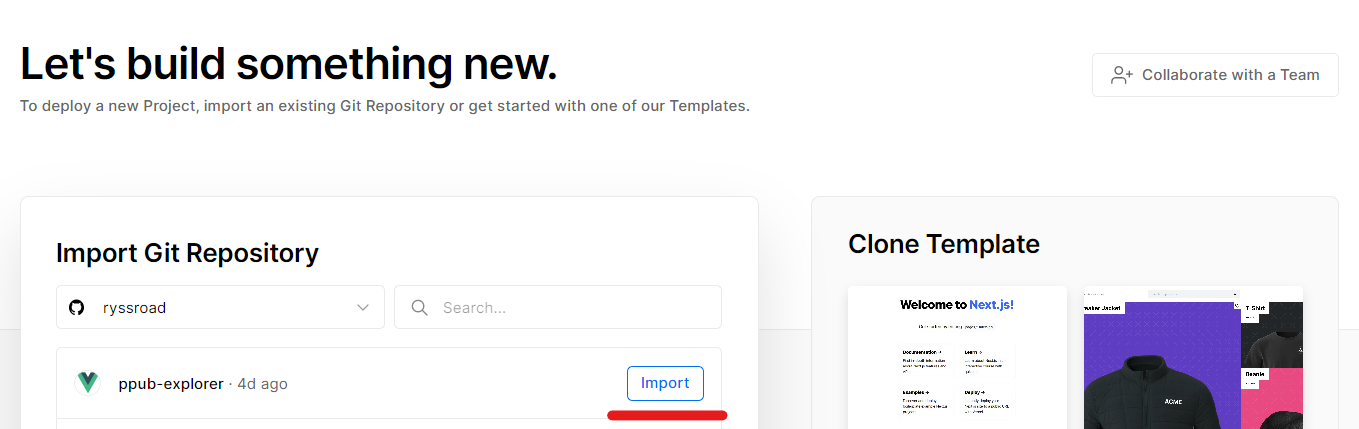 Let's build something new.
To deploy a new Project, import an existing Git Repository or get started with one of our Templates.
Collaborate with a Team
Import Git Repository
ryssroad
Search...
ppub-explorer · 4d ago
Import
Clone Template
Welcome to Next.js!
Documentation →
Learn →
Examples →
Deploy →
T Shirt
Beanie
ACME